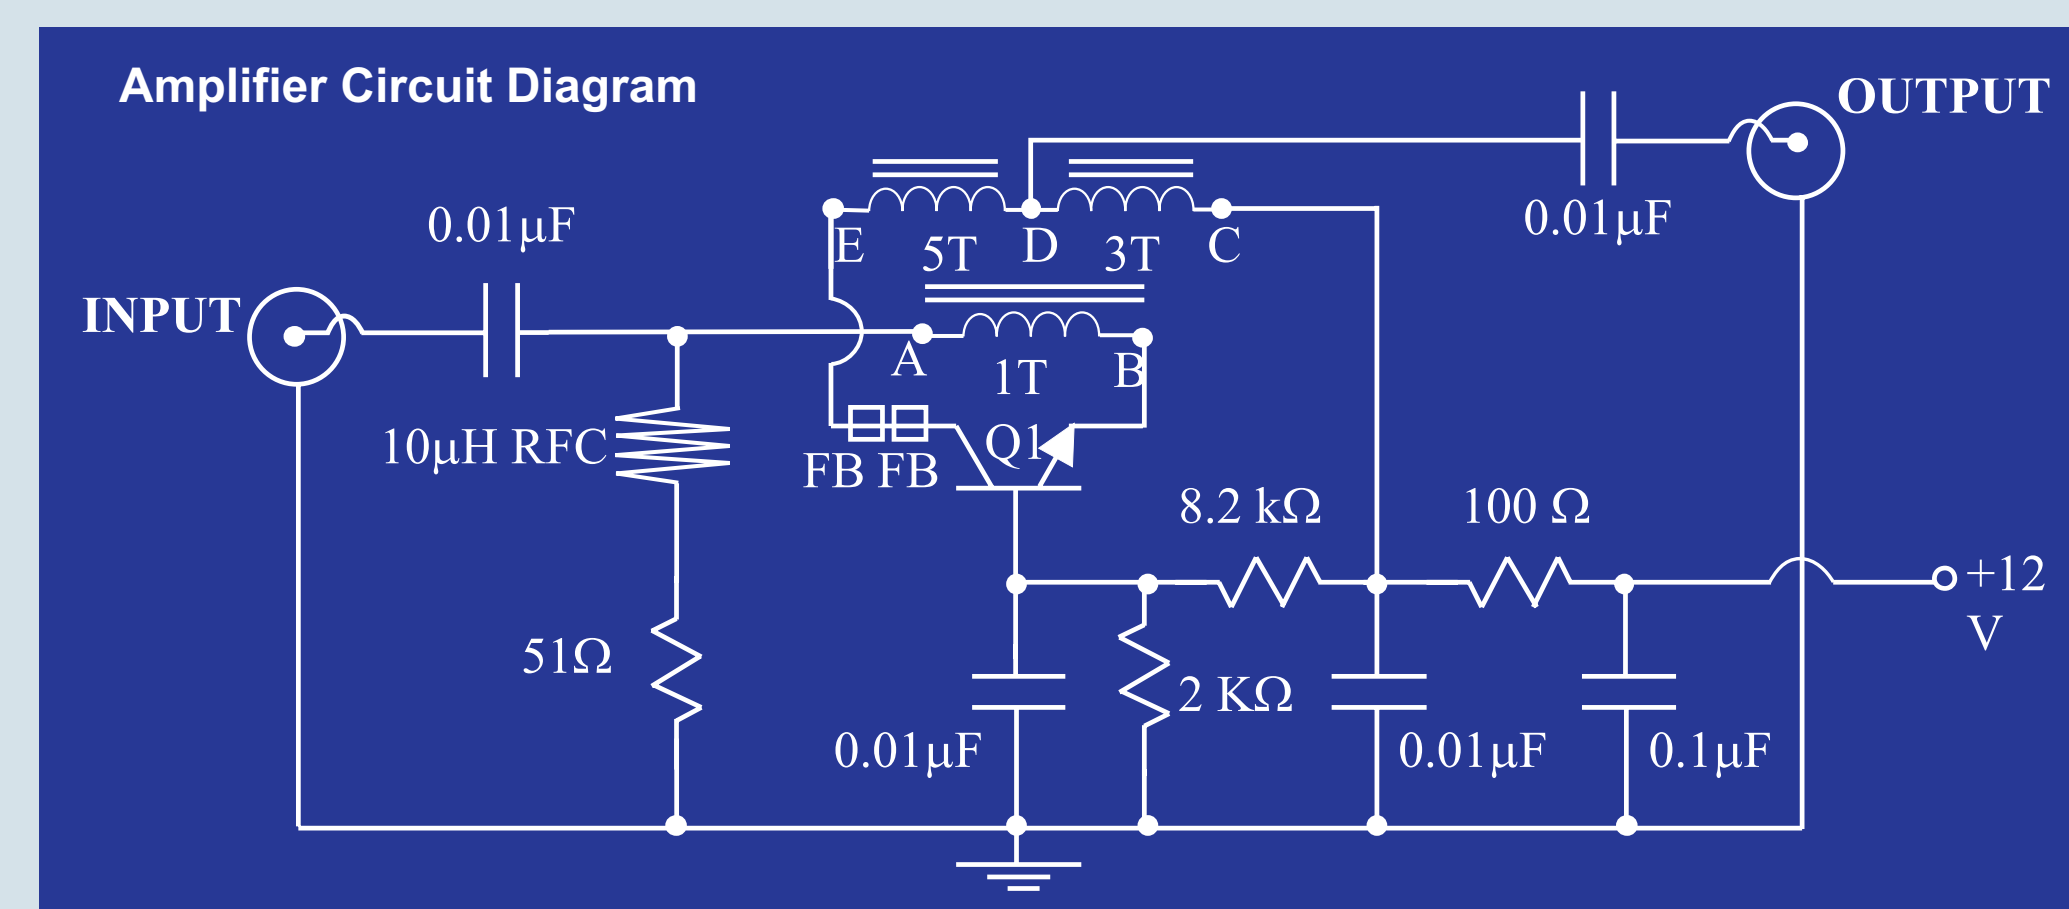 Amplifier Circuit Diagram
OUTPUT
0.01µF
0.01µF
E 5T D 3T C
INPUT
A 1T B
10µH RFC
Q1
FB FB
8.2 kΩ
100 Ω
+12
V
51Ω
2 KΩ
0.01µF
0.01µF
0.1µF